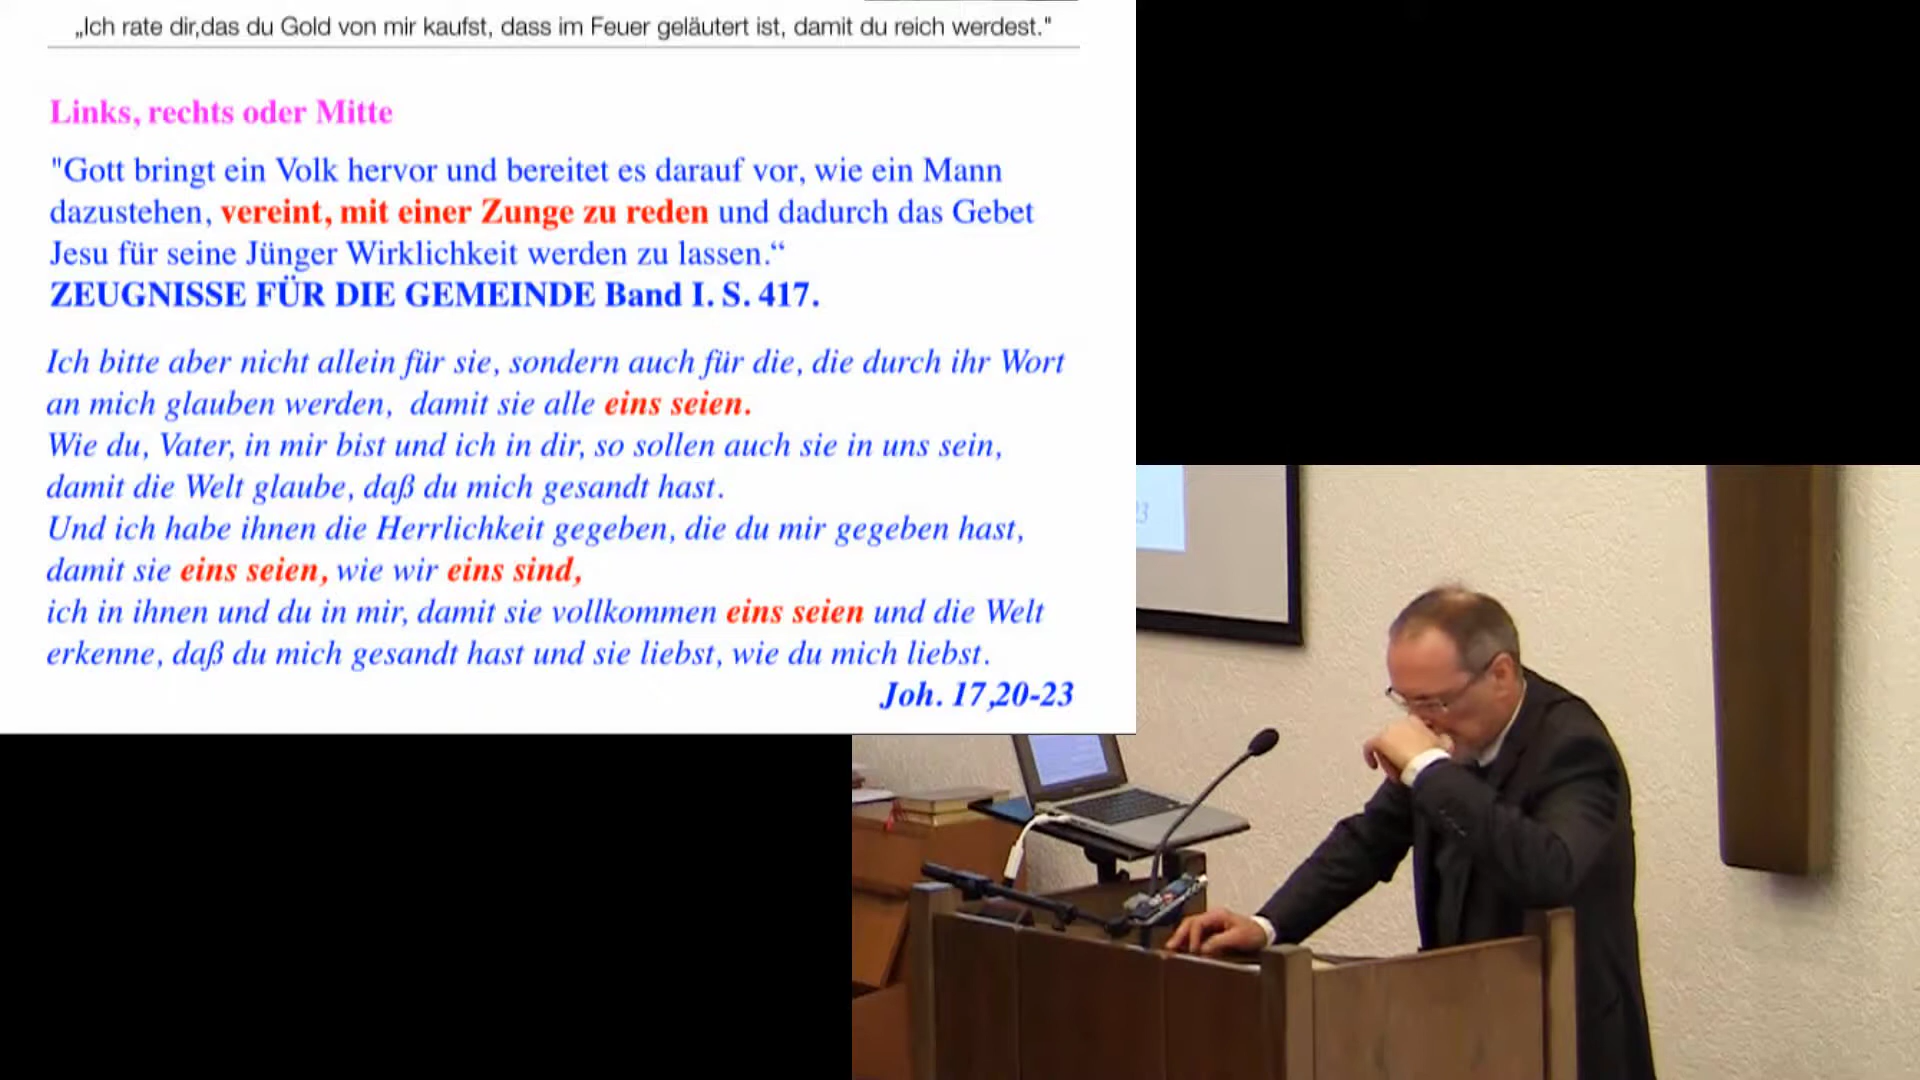 „Ich rate dir,das du Gold von mir kaufst, dass im Feuer geläutert ist, damit du reich werdest."
Links, rechts oder Mitte
"Gott bringt ein Volk hervor und bereitet es darauf vor, wie ein Mann
dazustehen, vereint, mit einer Zunge zu reden und dadurch das Gebet
Jesu für seine Jünger Wirklichkeit werden zu lassen.“
ZEUGNISSE FÜR DIE GEMEINDE Band I. S. 417.
Ich bitte aber nicht allein für sie, sondern auch für die, die durch ihr Wort
an mich glauben werden, damit sie alle eins seien.
Wie du, Vater, in mir bist und ich in dir, so sollen auch sie in uns sein,
damit die Welt glaube, daß du mich gesandt hast.
Und ich habe ihnen die Herrlichkeit gegeben, die du mir gegeben hast,
damit sie eins seien, wie wir eins sind,
ich in ihnen und du in mir, damit sie vollkommen eins seien und die Welt
erkenne, daß du mich gesandt hast und sie liebst, wie du mich liebst.
Joh. 17,20-23
23